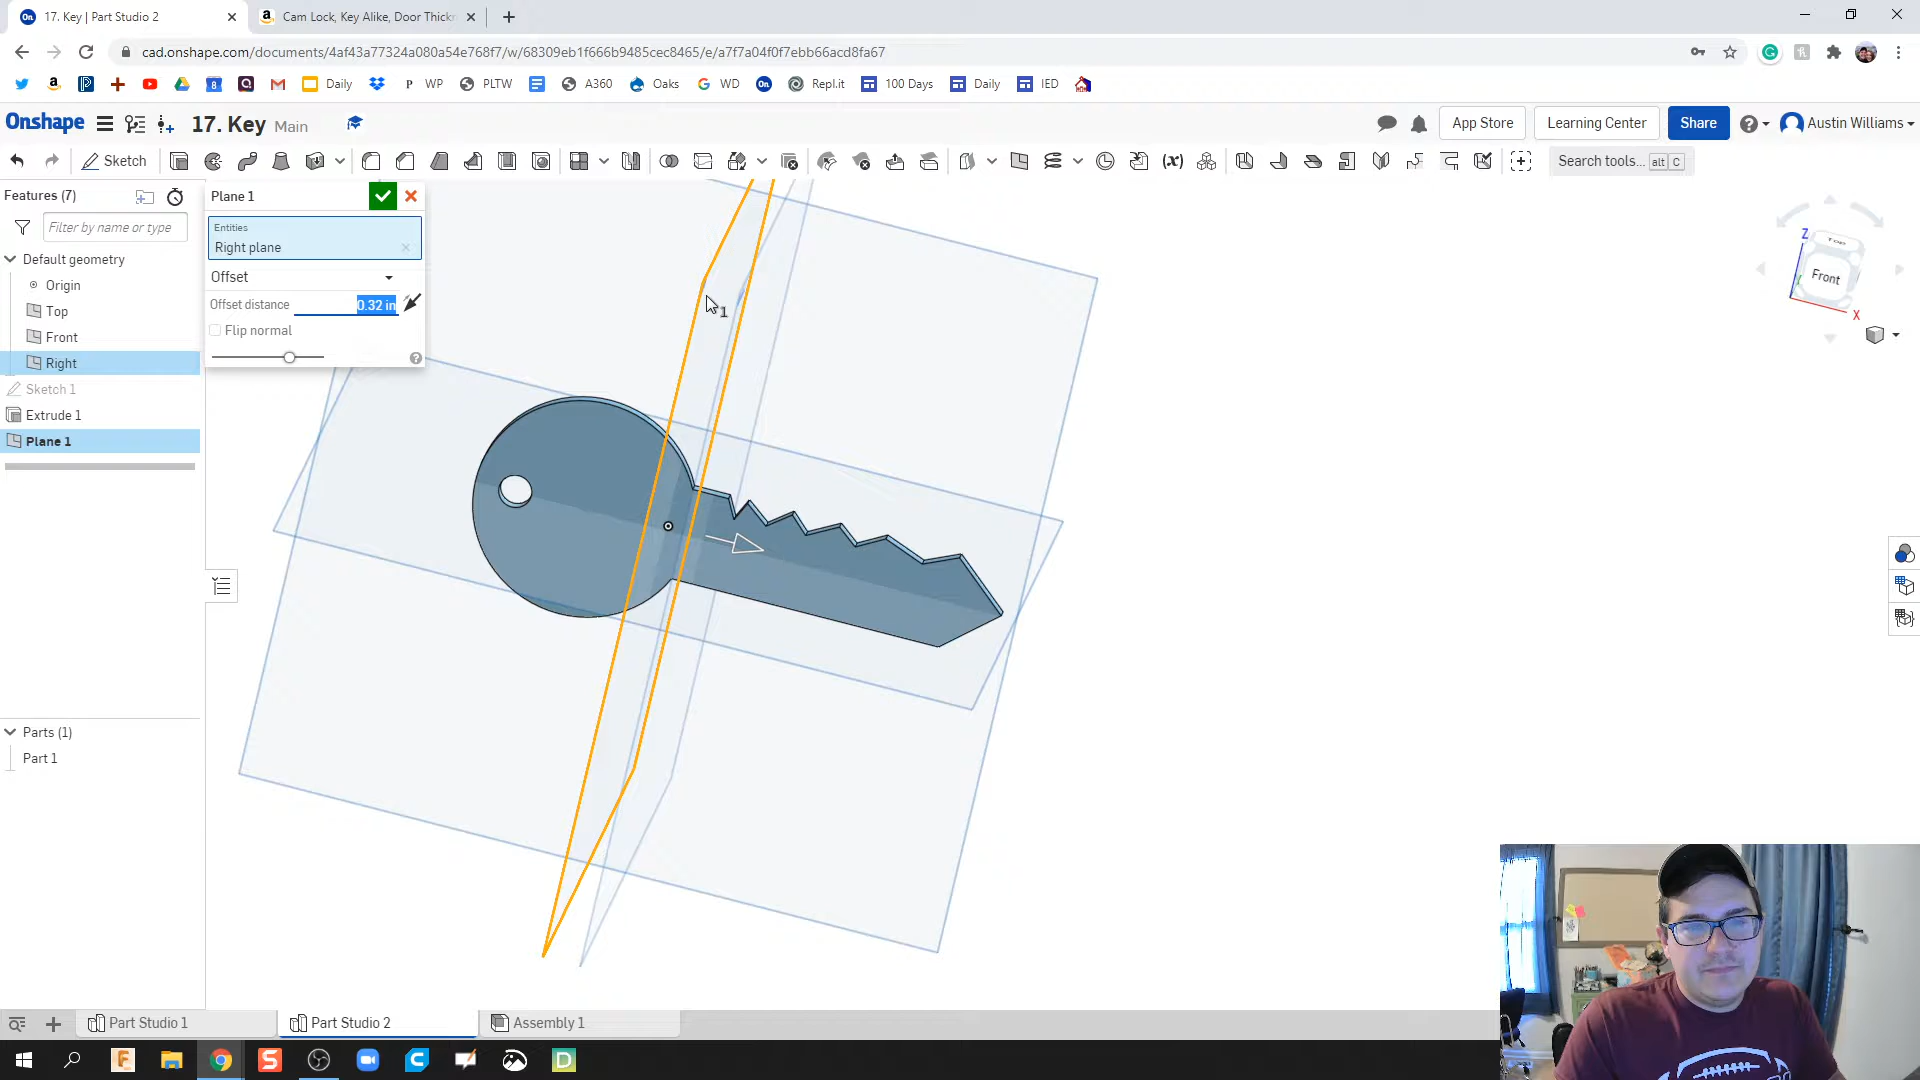 17. Key | Part Studio 2
Cam Lock, Key Alike, Door Thickn
cad.onshape.com/documents/4af43a77324a080a54e768f7/w/68309eb1f666b9485cec8465/e/a7f7a04f0f7ebb66acd8fa67
Daily
WP
PLTW
A360
Oaks
WD
Repl.it
100 Days
Daily
IED
Onshape
17. Key Main
App Store
Learning Center
Share
Austin Williams
Sketch
Search tools... alt C
Features (7)
Filter by name or type
Default geometry
Origin
Top
Front
Right
Sketch 1
Extrude 1
Plane 1
Parts (1)
Part 1
Plane 1
Entities
Right plane
Offset
Offset distance 0.32 in
Flip normal
1
Z
Top
Front
X
Part Studio 1
Part Studio 2
Assembly 1